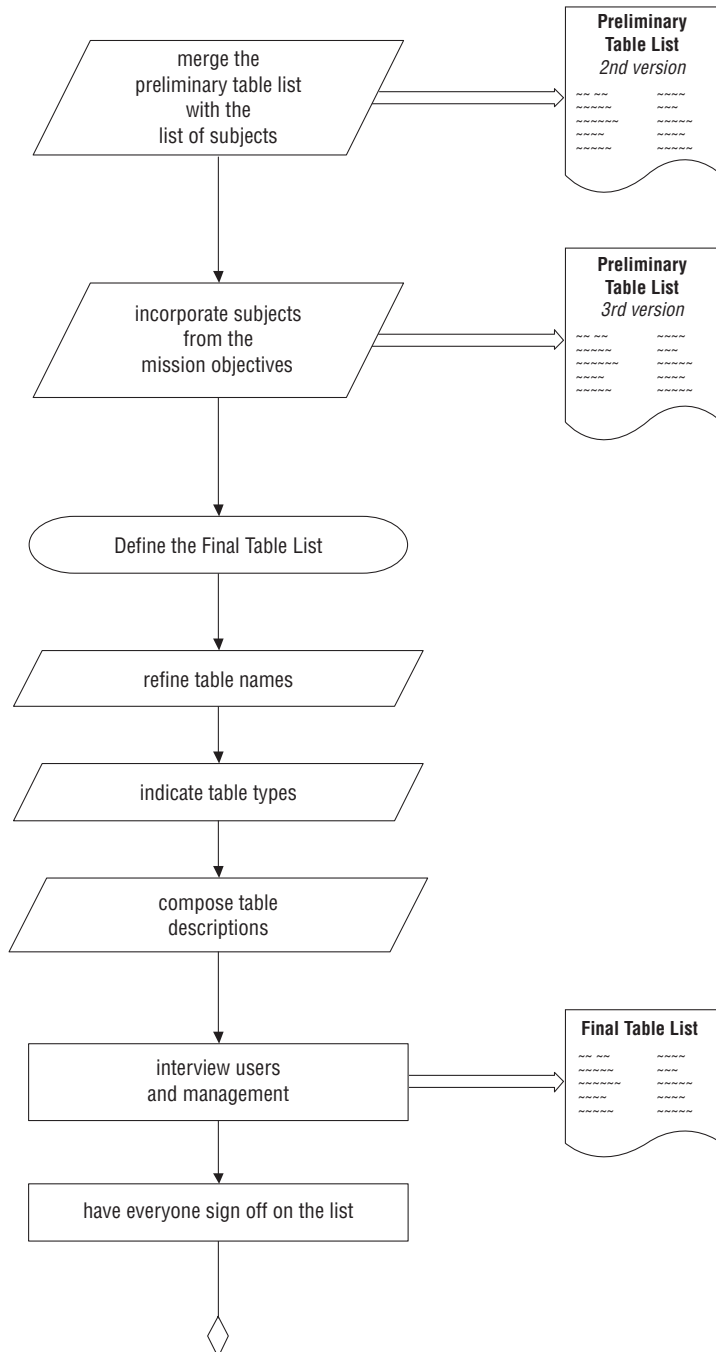 merge the
preliminary table list
with the
list of subjects
Preliminary
Table List
2nd version
~~ ~~ ~~~~
~~~~~ ~~~
~~~~~~ ~~~~~
~~~~ ~~~~
~~~~~ ~~~~~
incorporate subjects
from the
mission objectives
Preliminary
Table List
3rd version
~~ ~~ ~~~~
~~~~~ ~~~
~~~~~~ ~~~~~
~~~~ ~~~~
~~~~~ ~~~~~
Define the Final Table List
refine table names
indicate table types
compose table
descriptions
interview users
and management
Final Table List
~~ ~~ ~~~~
~~~~~ ~~~
~~~~~~ ~~~~~
~~~~ ~~~~
~~~~~ ~~~~~
have everyone sign off on the list